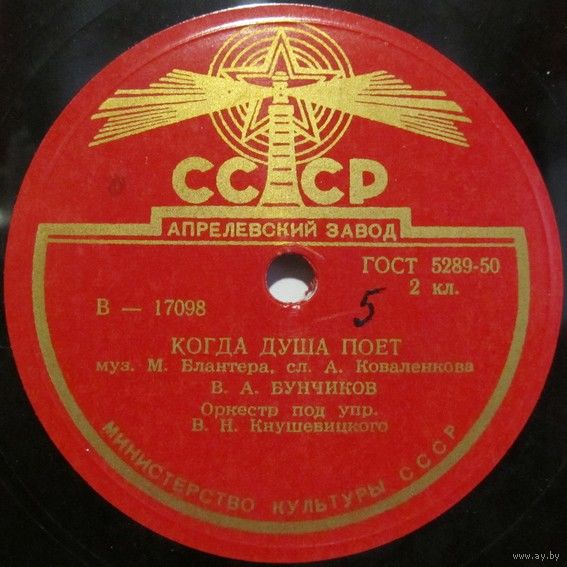 СССР
АПРЕЛЕВСКИЙ ЗАВОД
ГОСТ 5289-50
2 кл.
В — 17098
5
КОГДА ДУША ПОЕТ
муз. М. Блантера, сл. А. Коваленкова
В. А. БУНЧИКОВ
Оркестр под упр.
В. Н. Кнушевицкого
МИНИСТЕРСТВО КУЛЬТУРЫ СССР
www.ay.by